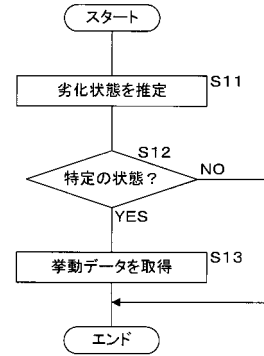 スタート
劣化状態を推定
S11
S12
特定の状態?
NO
YES
挙動データを取得
S13
エンド